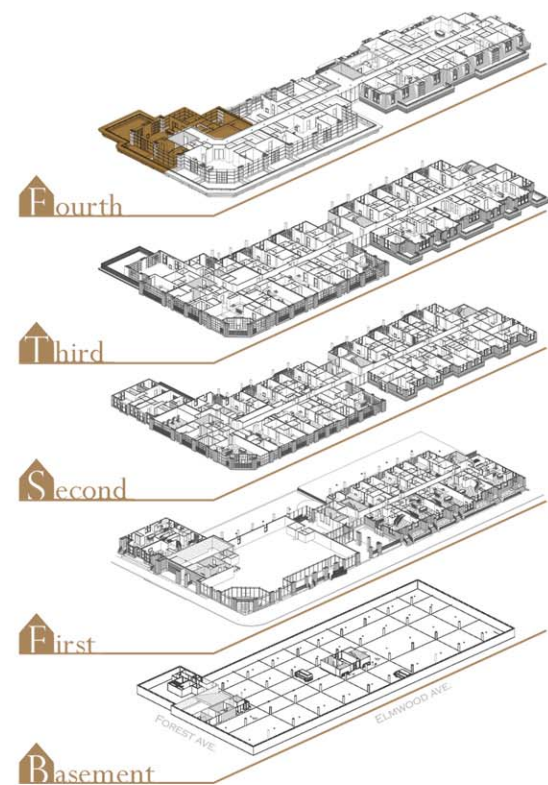 Fourth
Third
Second
First
FOREST AVE.
ELMWOOD AVE.
Basement